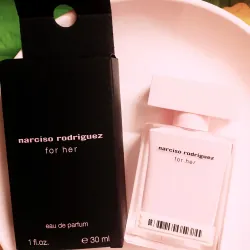 narciso rodriguez
for her
eau de parfum
1 fl.oz. ℮ 30 ml
narciso rodriguez
for her